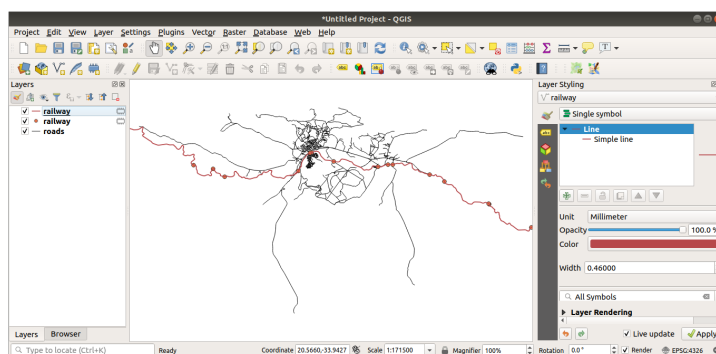 *Untitled Project - QGIS
Project Edit View Layer Settings Plugins Vector Raster Database Web Help
Layers
railway
railway
roads
Layer Styling
railway
Single symbol
Line
Simple line
Unit Millimeter
Opacity 100.0 %
Color
Width 0.46000
All Symbols
Layer Rendering
Live update Apply
Layers Browser
Type to locate (Ctrl+K) Ready Coordinate 20.5660,-33.9427 Scale 1:171500 Magnifier 100% Rotation 0.0° Render EPSG:4326